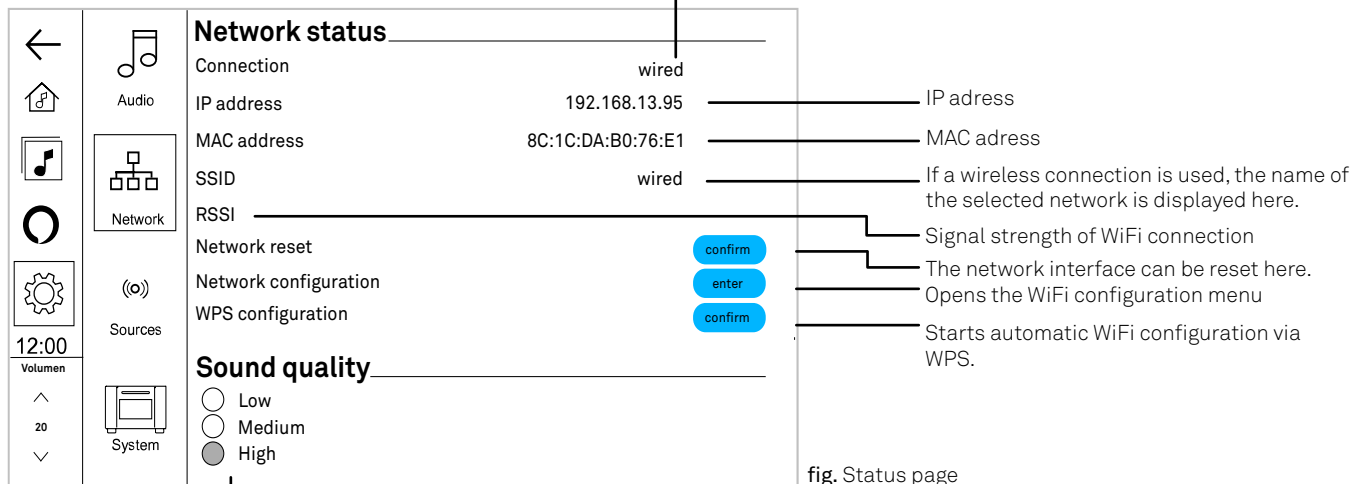 Network status
Connection wired
IP address 192.168.13.95
MAC address 8C:1C:DA:B0:76:E1
SSID wired
RSSI
Network reset confirm
Network configuration enter
WPS configuration confirm
Sound quality
Low
Medium
High
Audio
Network
Sources
System
12:00
Volumen
20
IP adress
MAC adress
If a wireless connection is used, the name of
the selected network is displayed here.
Signal strength of WiFi connection
The network interface can be reset here.
Opens the WiFi configuration menu
Starts automatic WiFi configuration via
WPS.
fig. Status page